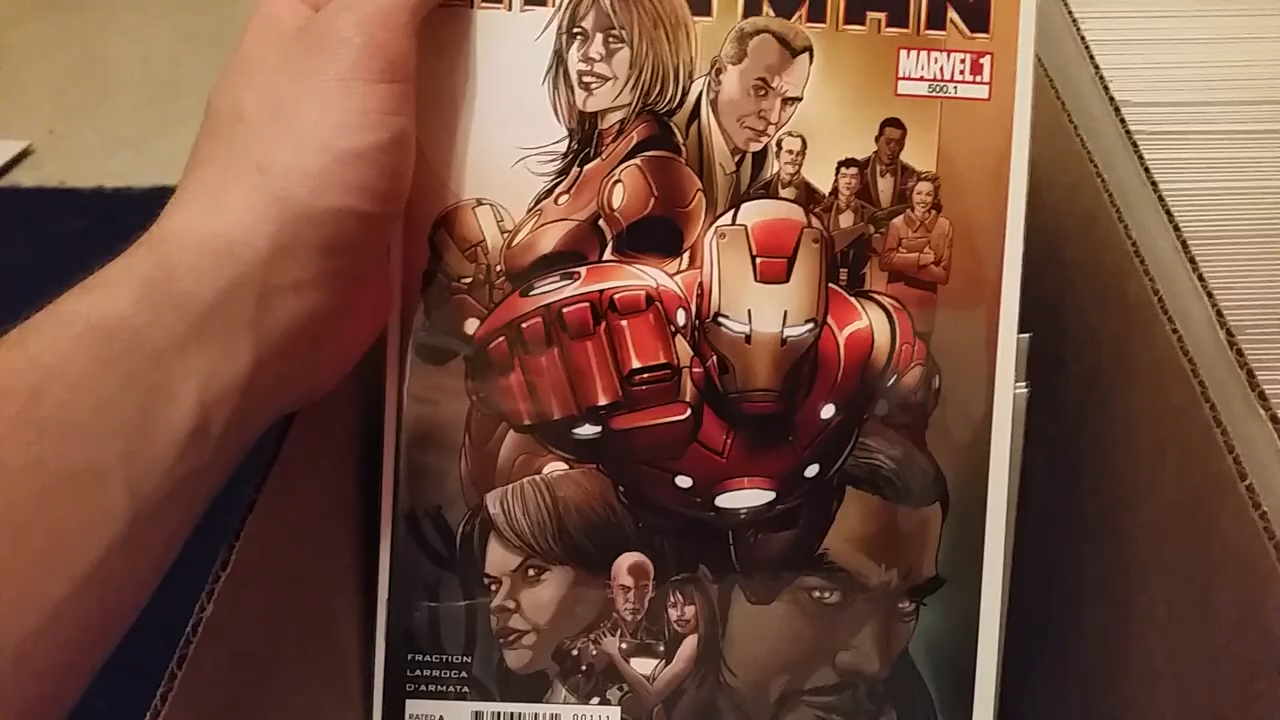 MAN
MARVEL.1
500.1
FRACTION
LARROCA
D'ARMATA
RATED A
00111